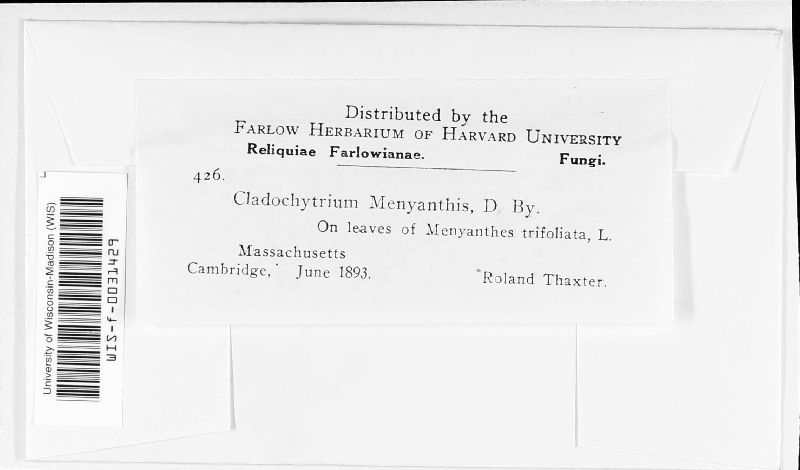 Distributed by the
FARLOW HERBARIUM OF HARVARD UNIVERSITY
Reliquiae Farlowianae. Fungi.
426.
Cladochytrium Menyanthis, D By.
On leaves of Menyanthes trifoliata, L.
Massachusetts
Cambridge, June 1893. Roland Thaxter.
University of Wisconsin-Madison (WIS)
WIS-f-0031429